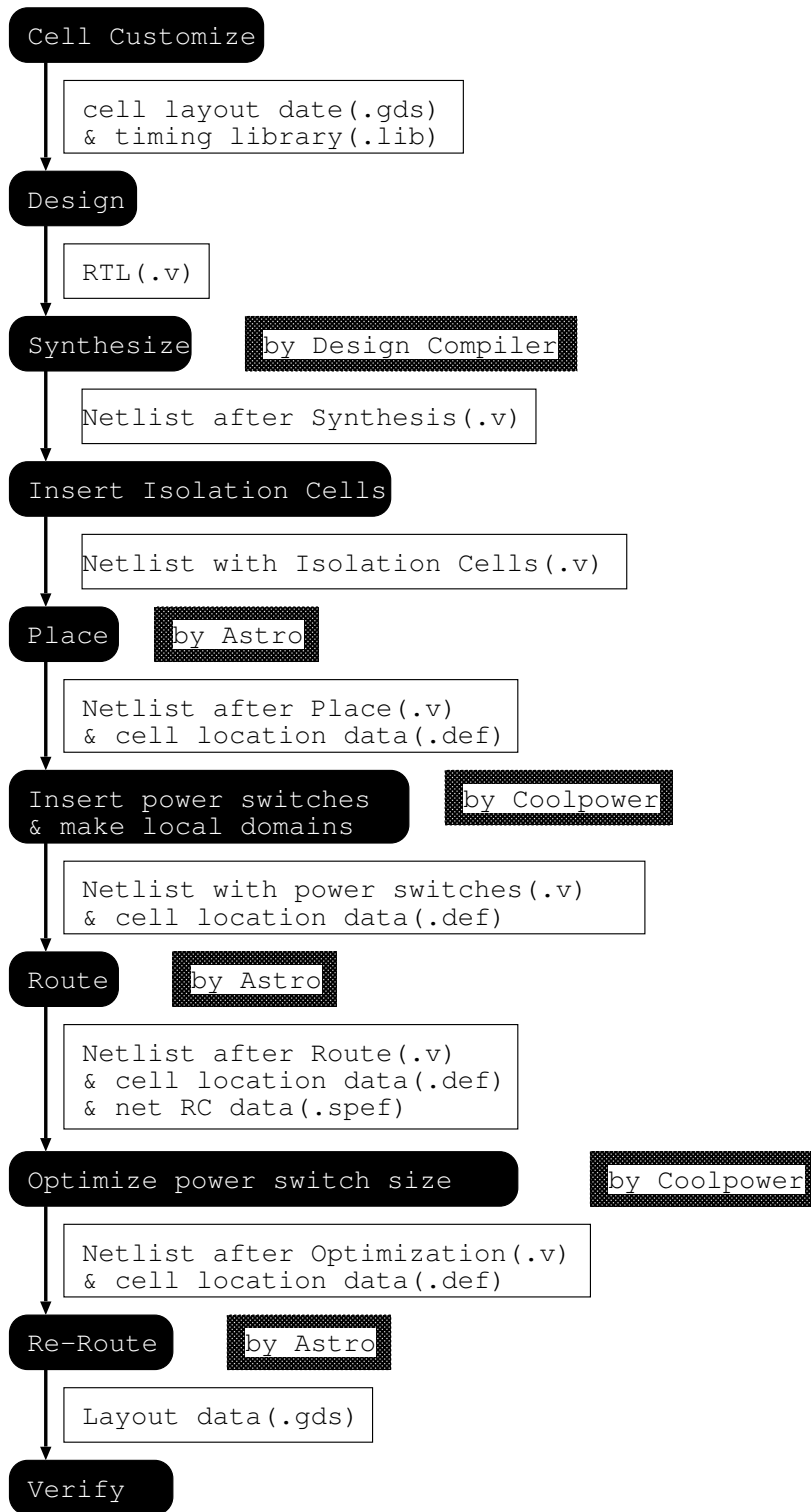 Cell Customize
cell layout date(.gds)
& timing library(.lib)
Design
RTL(.v)
Synthesize
by Design Compiler
Netlist after Synthesis(.v)
Insert Isolation Cells
Netlist with Isolation Cells(.v)
Place
by Astro
Netlist after Place(.v)
& cell location data(.def)
Insert power switches
& make local domains
by Coolpower
Netlist with power switches(.v)
& cell location data(.def)
Route
by Astro
Netlist after Route(.v)
& cell location data(.def)
& net RC data(.spef)
Optimize power switch size
by Coolpower
Netlist after Optimization(.v)
& cell location data(.def)
Re-Route
by Astro
Layout data(.gds)
Verify